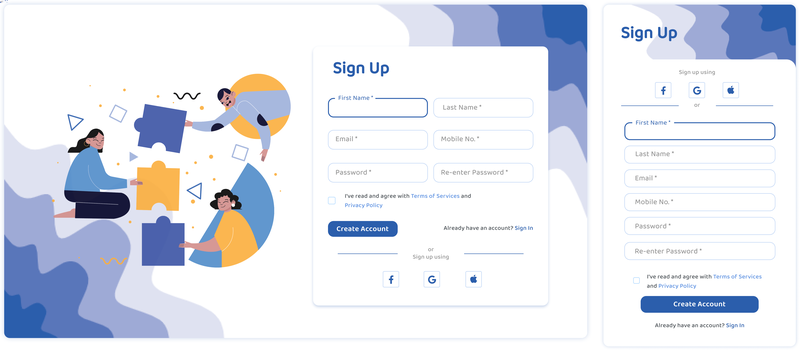 Sign Up
First Name *
Last Name *
Email *
Mobile No. *
Password *
Re-enter Password *
I've read and agree with Terms of Services and
Privacy Policy
Create Account
Already have an account? Sign In
or
Sign up using
f
G
Sign Up
Sign up using
f
G
or
First Name *
Last Name *
Email *
Mobile No. *
Password *
Re-enter Password *
I've read and agree with Terms of Services
and Privacy Policy
Create Account
Already have an account? Sign In